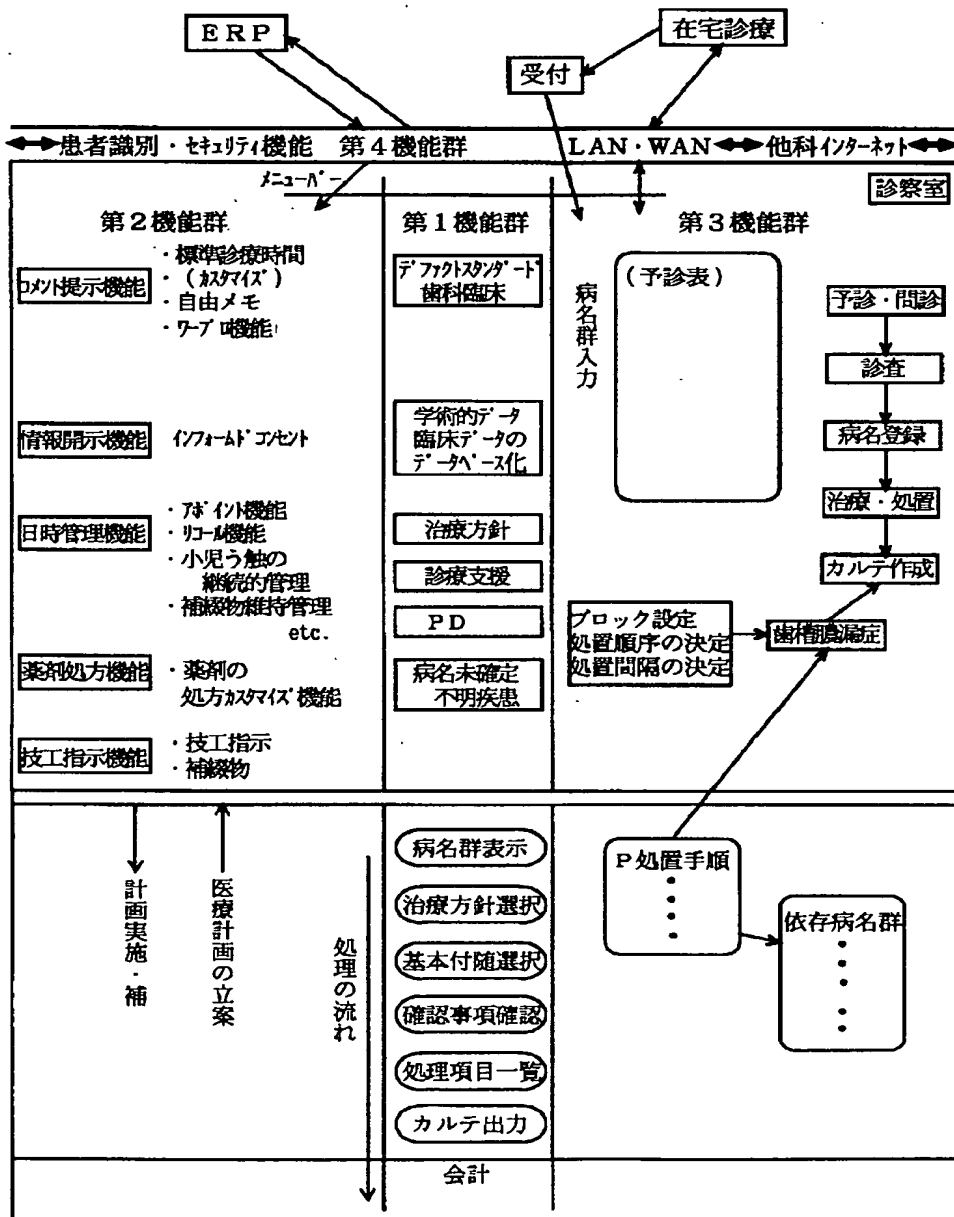 ERP
在宅診療
受付
患者識別・セキュリティ機能 第4機能群 LAN・WAN 他科インターネット
メニューバー
診察室
第2機能群
コメント提示機能
・標準診療時間
・(カスタマイズ)
・自由メモ
・ワープロ機能
情報開示機能
インフォームドコンセント
日時管理機能
・アポイント機能
・リコール機能
・小児う触の
継続的管理
・補綴物維持管理
etc.
薬剤処方機能
・薬剤の
処方カスタマイズ機能
技工指示機能
・技工指示
・補綴物
第1機能群
デファクトスタンダード
歯科臨床
学術的データ
臨床データの
データベース化
治療方針
診療支援
PD
病名未確定
不明疾患
第3機能群
病名群入力
(予診表)
予診・問診
診査
病名登録
治療・処置
カルテ作成
ブロック設定
処置順序の決定
処置間隔の決定
歯槽膿漏症
計画実施・補
医療計画の立案
処理の流れ
病名群表示
治療方針選択
基本付随選択
確認事項確認
処理項目一覧
カルテ出力
会計
P処置手順
依存病名群